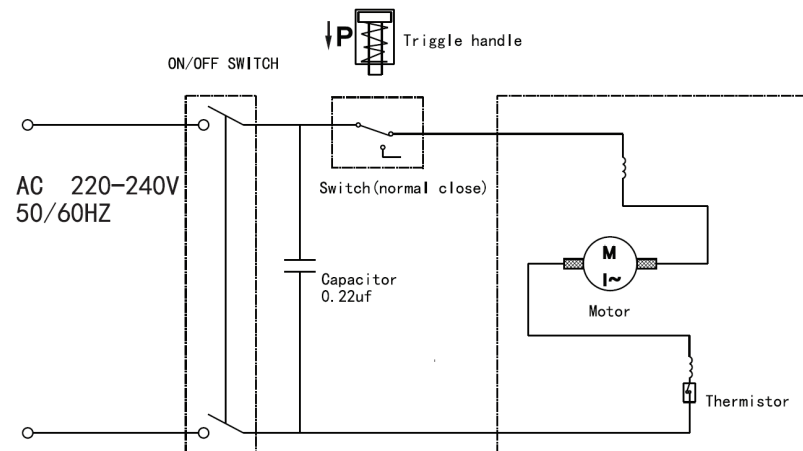 P
Triggle handle
ON/OFF SWITCH
AC 220-240V
50/60HZ
Switch(normal close)
M
I~
Capacitor
0.22uf
Motor
Thermistor